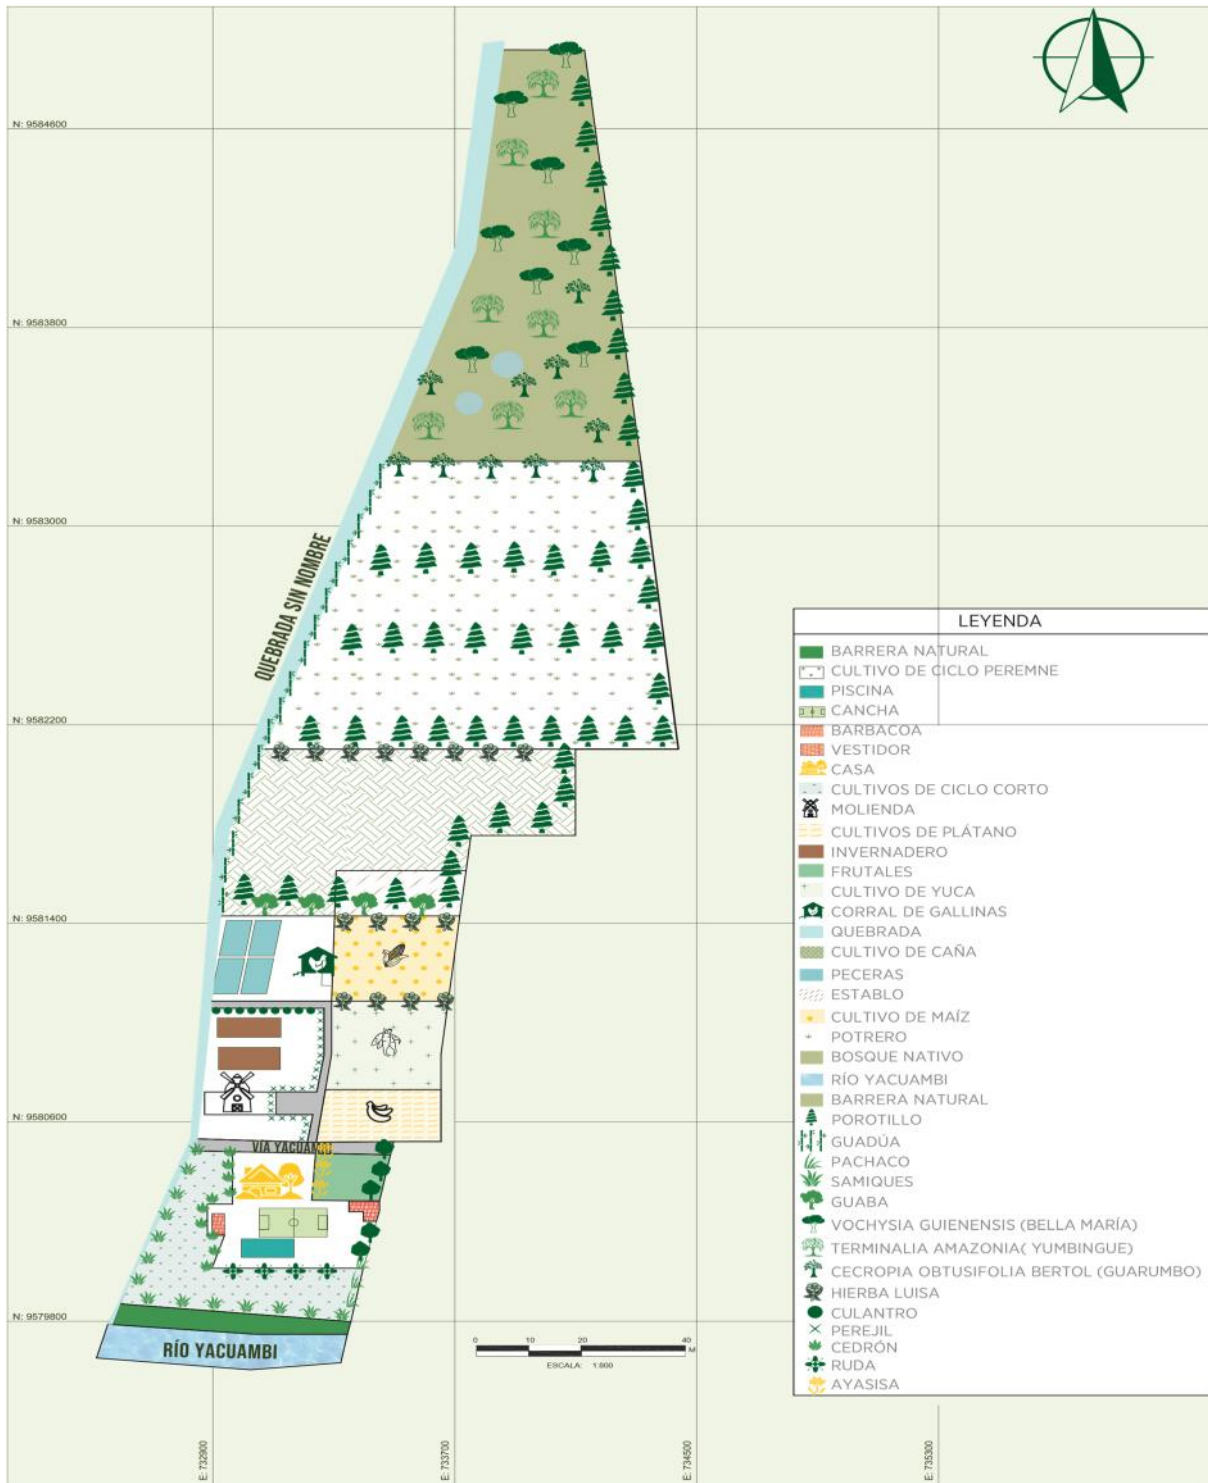 N: 9584600
N: 9583800
N: 9583000
QUEBRADA SIN NOMBRE
N: 9582200
N: 9581400
N: 9580600
VIA YACUAMBI
N: 9579800
RÍO YACUAMBI
0 10 20 40
M
ESCALA: 1:800
E: 732900
E: 733700
E: 734500
E: 735300
LEYENDA
BARRERA NATURAL
CULTIVO DE CICLO PEREMNE
PISCINA
CANCHA
BARBACOA
VESTIDOR
CASA
CULTIVOS DE CICLO CORTO
MOLIENDA
CULTIVOS DE PLÁTANO
INVERNADERO
FRUTALES
CULTIVO DE YUCA
CORRAL DE GALLINAS
QUEBRADA
CULTIVO DE CAÑA
PECERAS
ESTABLO
CULTIVO DE MAÍZ
POTRERO
BOSQUE NATIVO
RÍO YACUAMBI
BARRERA NATURAL
POROTILLO
GUADÚA
PACHACO
SAMIQUES
GUABA
VOCHYSIA GUIENENSIS (BELLA MARÍA)
TERMINALIA AMAZONIA( YUMBINGUE)
CECROPIA OBTUSIFOLIA BERTOL (GUARUMBO)
HIERBA LUISA
CULANTRO
PEREJIL
CEDRÓN
RUDA
AYASISA